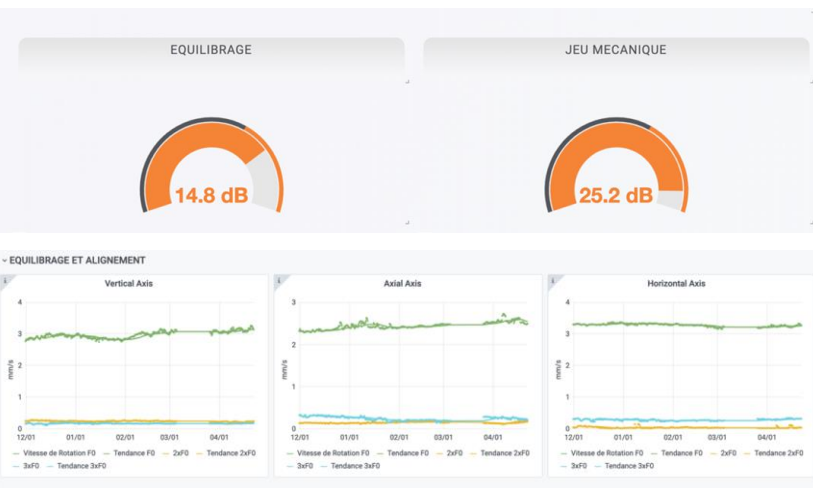 EQUILIBRAGE
JEU MECANIQUE
14.8 dB
25.2 dB
EQUILIBRAGE ET ALIGNEMENT
i
Vertical Axis
4
3
2
1
0
mm/s
12/01 01/01 02/01 03/01 04/01
Vitesse de Rotation F0 Tendance F0 2xF0 Tendance 2xF0
3xF0 Tendance 3xF0
i
Axial Axis
3
2
1
0
mm/s
12/01 01/01 02/01 03/01 04/01
Vitesse de Rotation F0 Tendance F0 2xF0 Tendance 2xF0
3xF0 Tendance 3xF0
i
Horizontal Axis
4
3
2
1
0
mm/s
12/01 01/01 02/01 03/01 04/01
Vitesse de Rotation F0 Tendance F0 2xF0 Tendance 2xF0
3xF0 Tendance 3xF0